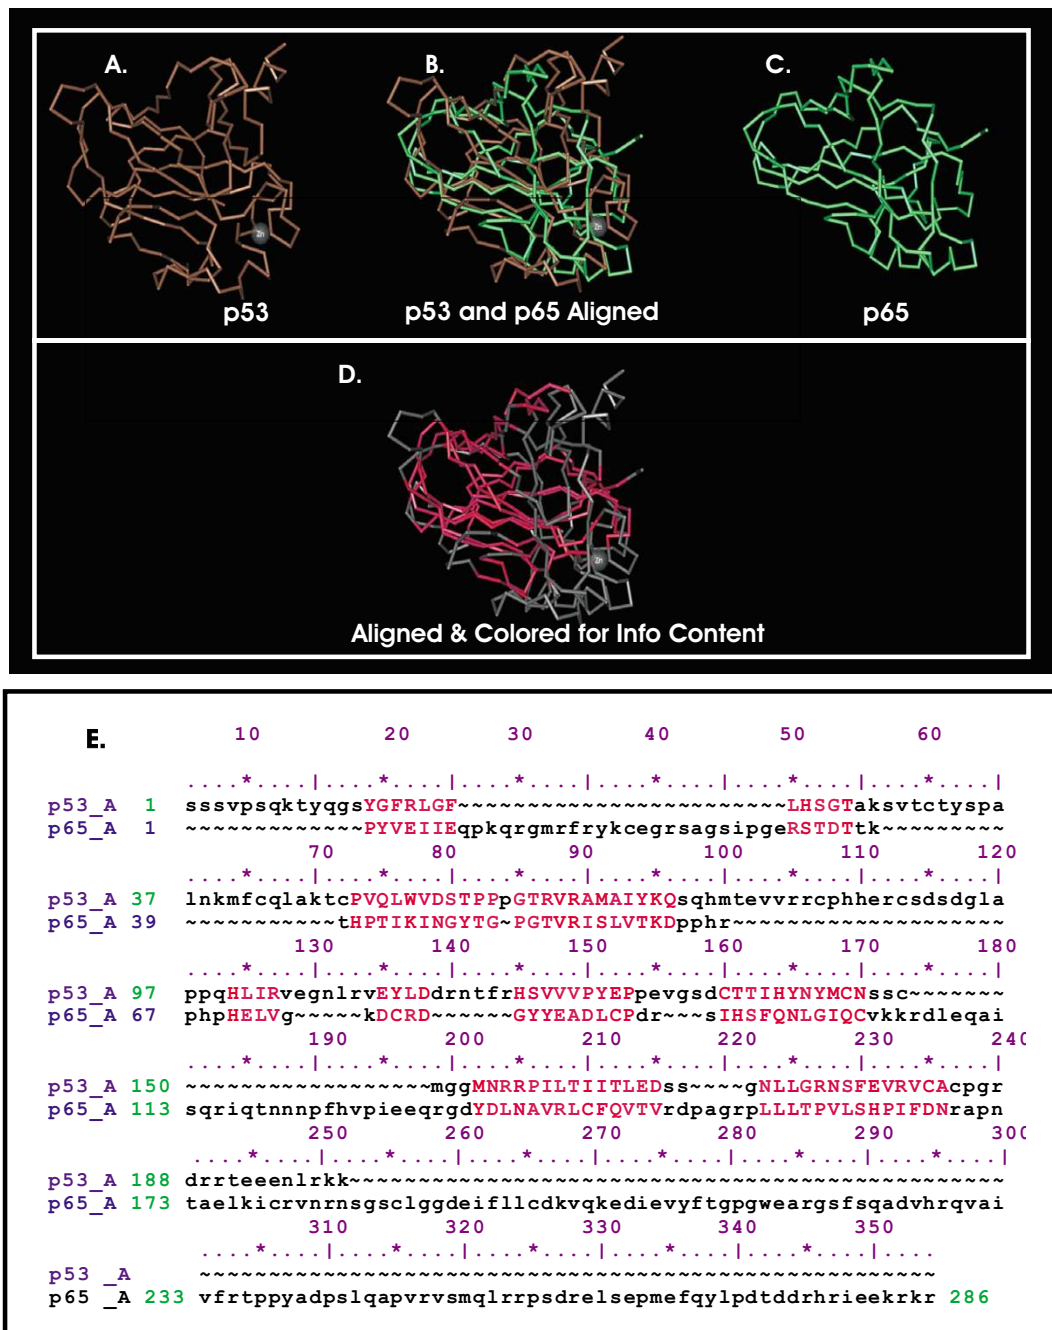 A.
B.
C.
Zn
Zn
p53
p53 and p65 Aligned
p65
D.
Zn
Aligned & Colored for Info Content
E.
10 20 30 40 50 60
....*....|....*....|....*....|....*....|....*....|....*....|
p53_A 1 sssvpsqktyqgsYGFRLGF~~~~~~~~~~~~~~~~~~~~~~~~LHSGTaksvtctyspa
p65_A 1 ~~~~~~~~~~~~~PYVEIIEqpkqrgmrfrykcegrsagsipgeRSTDTtk~~~~~~~~~
70 80 90 100 110 120
....*....|....*....|....*....|....*....|....*....|....*....|
p53_A 37 lnkmfcqlaktcPVQLWVDSTPPpGTRVRAMAIYKQsqhmtevvrrcphhercsdsdgla
p65_A 39 ~~~~~~~~~~~tHPTIKINGYTG~PGTVRISLVTKDpphr~~~~~~~~~~~~~~~~~~~~
130 140 150 160 170 180
....*....|....*....|....*....|....*....|....*....|....*....|
p53_A 97 ppqHLIRvegnlrvEYLDdrntfrHSVVVPYEPpevgsdCTTIHYNYMCNssc~~~~~~~
p65_A 67 phpHELVg~~~~~kDCRD~~~~~~GYYEADLCPdr~~~sIHSFQNLGIQCvkkrdleqai
190 200 210 220 230 240
....*....|....*....|....*....|....*....|....*....|....*....|
p53_A 150 ~~~~~~~~~~~~~~~~~~mggMNRRPILTIITLEDss~~~~gNLLGRNSFEVRVCAcpgr
p65_A 113 sqriqtnnnpfhvpieeqrgdYDLNAVRLCFQVTVrdpagrpLLLTPVLSHPIFDNrapn
250 260 270 280 290 300
....*....|....*....|....*....|....*....|....*....|....*....|
p53_A 188 drrteeenlrkk~~~~~~~~~~~~~~~~~~~~~~~~~~~~~~~~~~~~~~~~~~~~~~~~
p65_A 173 taelkicrvnrnsgsclggdeifllcdkvqkedievyftgpgweargsfsqadvhrqvai
310 320 330 340 350
....*....|....*....|....*....|....*....|....*....|....
p53 _A ~~~~~~~~~~~~~~~~~~~~~~~~~~~~~~~~~~~~~~~~~~~~~~~~~~~~~~
p65 _A 233 vfrtppyadpslqapvrvsmqlrrpsdrelsepmefqylpdtddrhrieekrkr 286